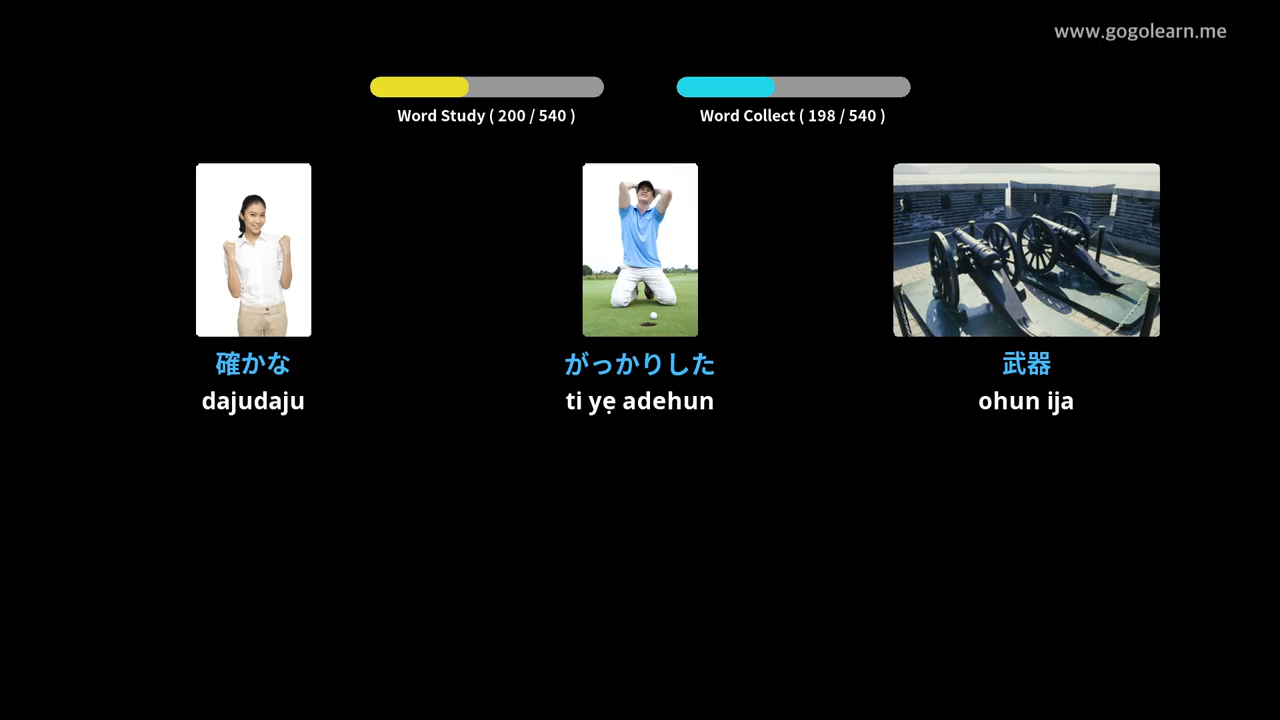 www.gogolearn.me
Word Study ( 200 / 540 )
Word Collect ( 198 / 540 )
確かな
がっかりした
武器
dajudaju
ti yẹ adehun
ohun ija